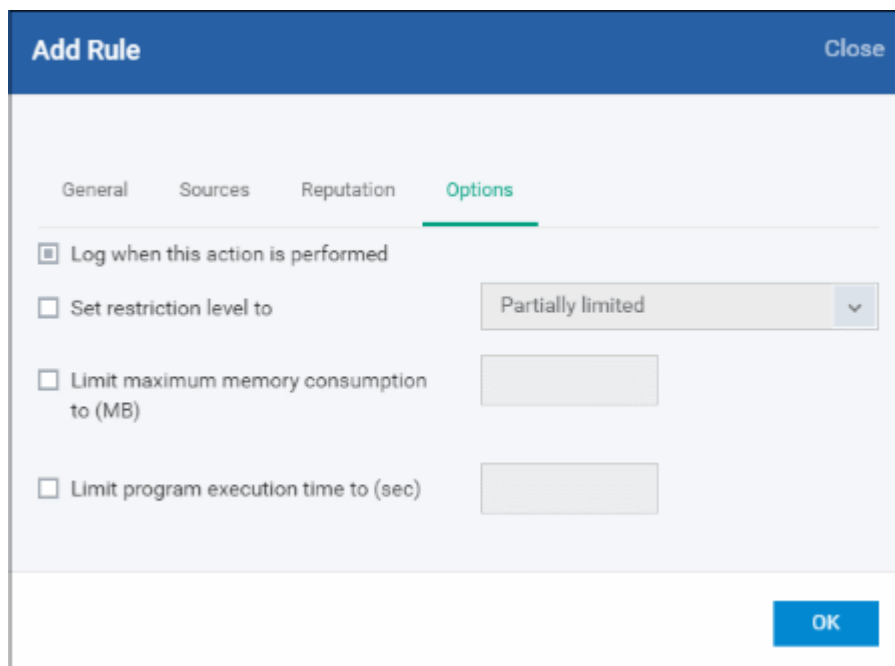 Add Rule
Close
General Sources Reputation Options
Log when this action is performed
Set restriction level to
Partially limited
Limit maximum memory consumption
to (MB)
Limit program execution time to (sec)
OK